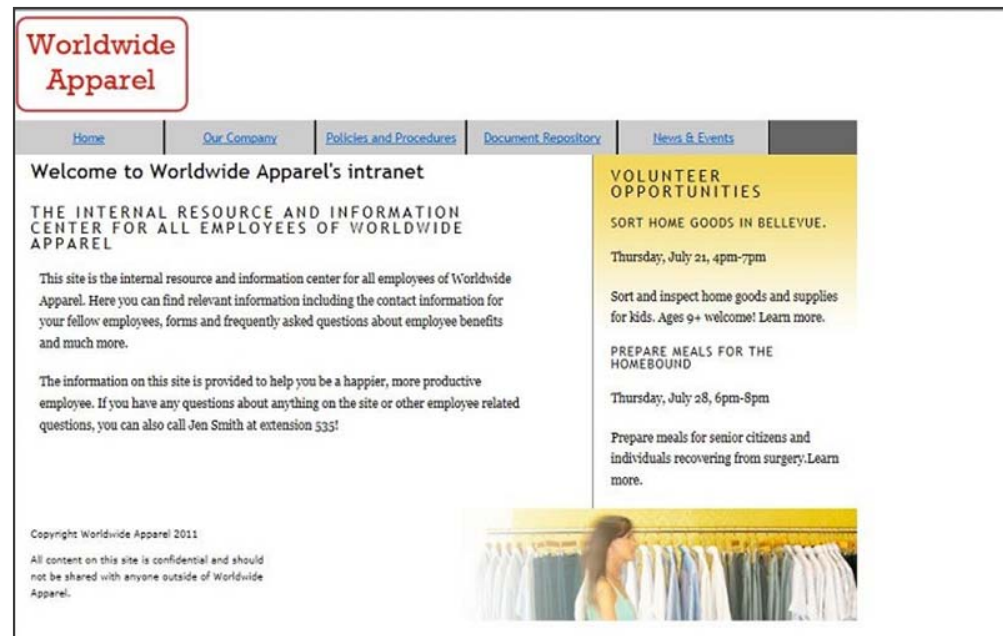 Worldwide
Apparel
Home Our Company Policies and Procedures Document Repository News & Events
Welcome to Worldwide Apparel's intranet
THE INTERNAL RESOURCE AND INFORMATION
CENTER FOR ALL EMPLOYEES OF WORLDWIDE
APPAREL
This site is the internal resource and information center for all employees of Worldwide
Apparel. Here you can find relevant information including the contact information for
your fellow employees, forms and frequently asked questions about employee benefits
and much more.
The information on this site is provided to help you be a happier, more productive
employee. If you have any questions about anything on the site or other employee related
questions, you can also call Jen Smith at extension 535!
VOLUNTEER
OPPORTUNITIES
SORT HOME GOODS IN BELLEVUE.
Thursday, July 21, 4pm-7pm
Sort and inspect home goods and supplies
for kids. Ages 9+ welcome! Learn more.
PREPARE MEALS FOR THE
HOMEBOUND
Thursday, July 28, 6pm-8pm
Prepare meals for senior citizens and
individuals recovering from surgery.Learn
more.
Copyright Worldwide Apparel 2011
All content on this site is confidential and should
not be shared with anyone outside of Worldwide
Apparel.